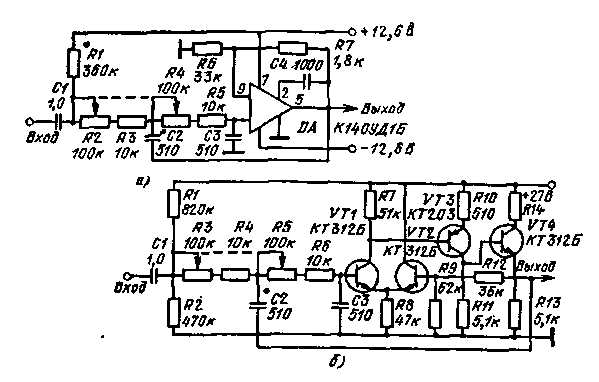 +12,6 в
R1
360к
R6
33к
R7
1,8к
C4 1000
R4
100к
R5
10к
7
2
9
5
C1
1,0
Вход
R2
100к
R3
10к
C2
510
C3
510
DA
Выход
К140УД1Б
-12,6в
а)
R1
820к
R3
100к
R4
10к
R5
100к
R6
10к
VT1
КТ312Б
R7
51к
VT2
КТ312Б
VT3
КТ203
R10
510
+27В
R14
VT4
КТ312Б
C1
1,0
Вход
R2
470к
C2
510
C3
510
R8
47к
R9
62к
R11
5,1к
R12
36к
Выход
R13
5,1к
б)